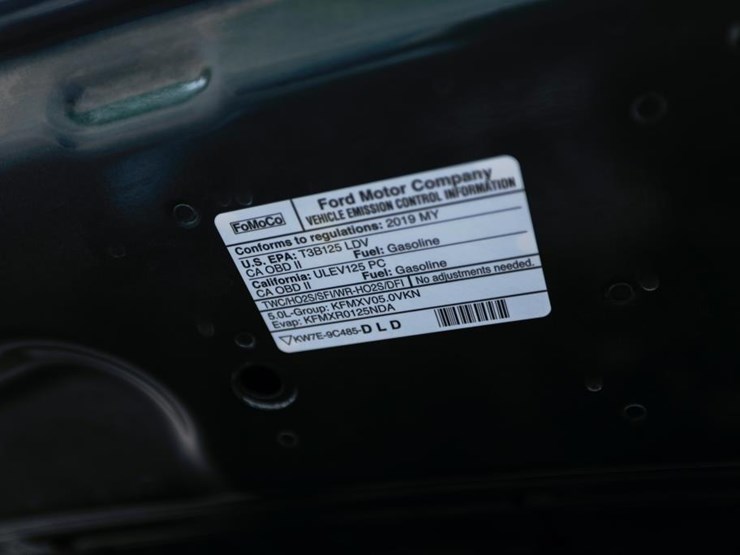 FoMoCo
Ford Motor Company
VEHICLE EMISSION CONTROL INFORMATION
Conforms to regulations: 2019 MY
U.S. EPA: T3B125 LDV
CA OBD II Fuel: Gasoline
California: ULEV125 PC
CA OBD II Fuel: Gasoline
TWC/HO2S/SFI/WR-HO2S/DFI No adjustments needed.
5.0L-Group: KFMXV05.0VKN
Evap: KFMXR0125NDA
KW7E-9C485-DLD